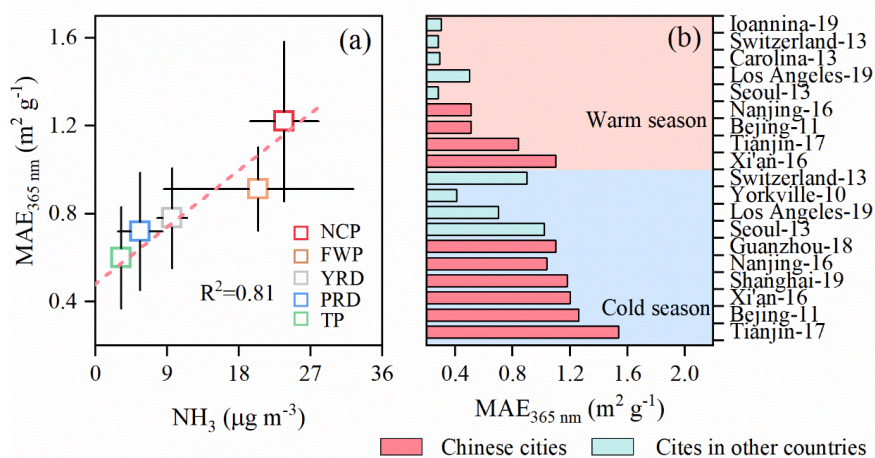 (a)
1.6
1.2
0.8
0.4
MAE365 nm (m2 g-1)
NCP
FWP
YRD
PRD
TP
R2=0.81
0 9 18 27 36
NH3 (μg m-3)
(b)
Ioannina-19
Switzerland-13
Carolina-13
Los Angeles-19
Seoul-13
Nanjing-16
Bejing-11
Tianjin-17
Xi'an-16
Switzerland-13
Yorkville-10
Los Angeles-19
Seoul-13
Guanzhou-18
Nanjing-16
Shanghai-19
Xi'an-16
Bejing-11
Tianjin-17
Warm season
Cold season
0.4 0.8 1.2 1.6 2.0
MAE365 nm (m2 g-1)
Chinese cities
Cites in other countries